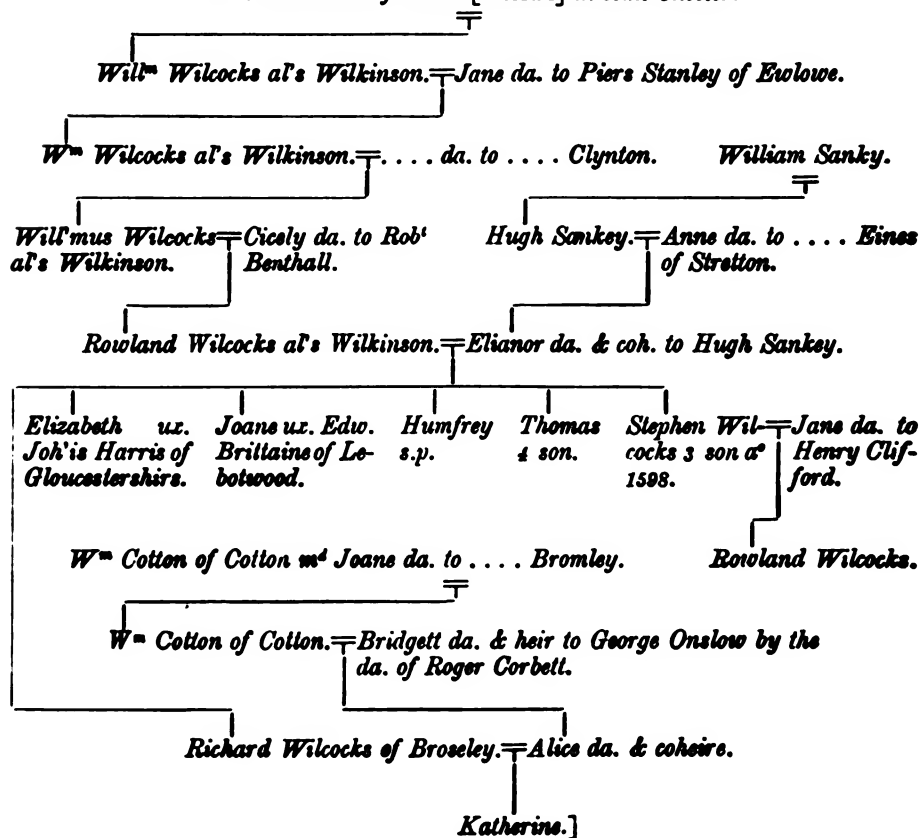 Will^m Wilcocks al's Wilkinson.=Jane da. to Piers Stanley of Ewlowe.
W^m Wilcocks al's Wilkinson.=.... da. to .... Clynton. William Sanky.
Will'mus Wilcocks=Cicely da. to Rob^t Hugh Sankey.=Anne da. to .... Eines
al's Wilkinson. Benthall. of Stretton.
Rowland Wilcocks al's Wilkinson.=Elianor da. & coh. to Hugh Sankey.
Elizabeth ux. Joane ux. Edw. Humfrey Thomas Stephen Wil-=Jane da. to
Joh'is Harris of Brittaine of Le- s.p. 4 son. cocks 3 son a° Henry Clif-
Gloucestershirs. botwood. 1598. ford.
W^m Cotton of Cotton m^d Joane da. to .... Bromley. Rowland Wilcocks.
W^m Cotton of Cotton.=Bridgett da. & heir to George Onslow by the
da. of Roger Corbett.
Richard Wilcocks of Broseley.=Alice da. & coheire.
Katherine.]